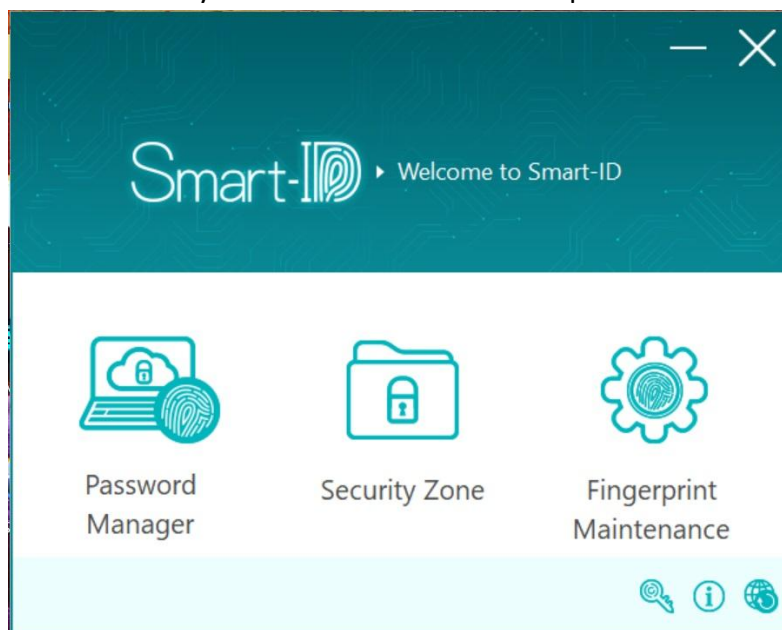 Smart-ID
Welcome to Smart-ID
Password
Manager
Security Zone
Fingerprint
Maintenance